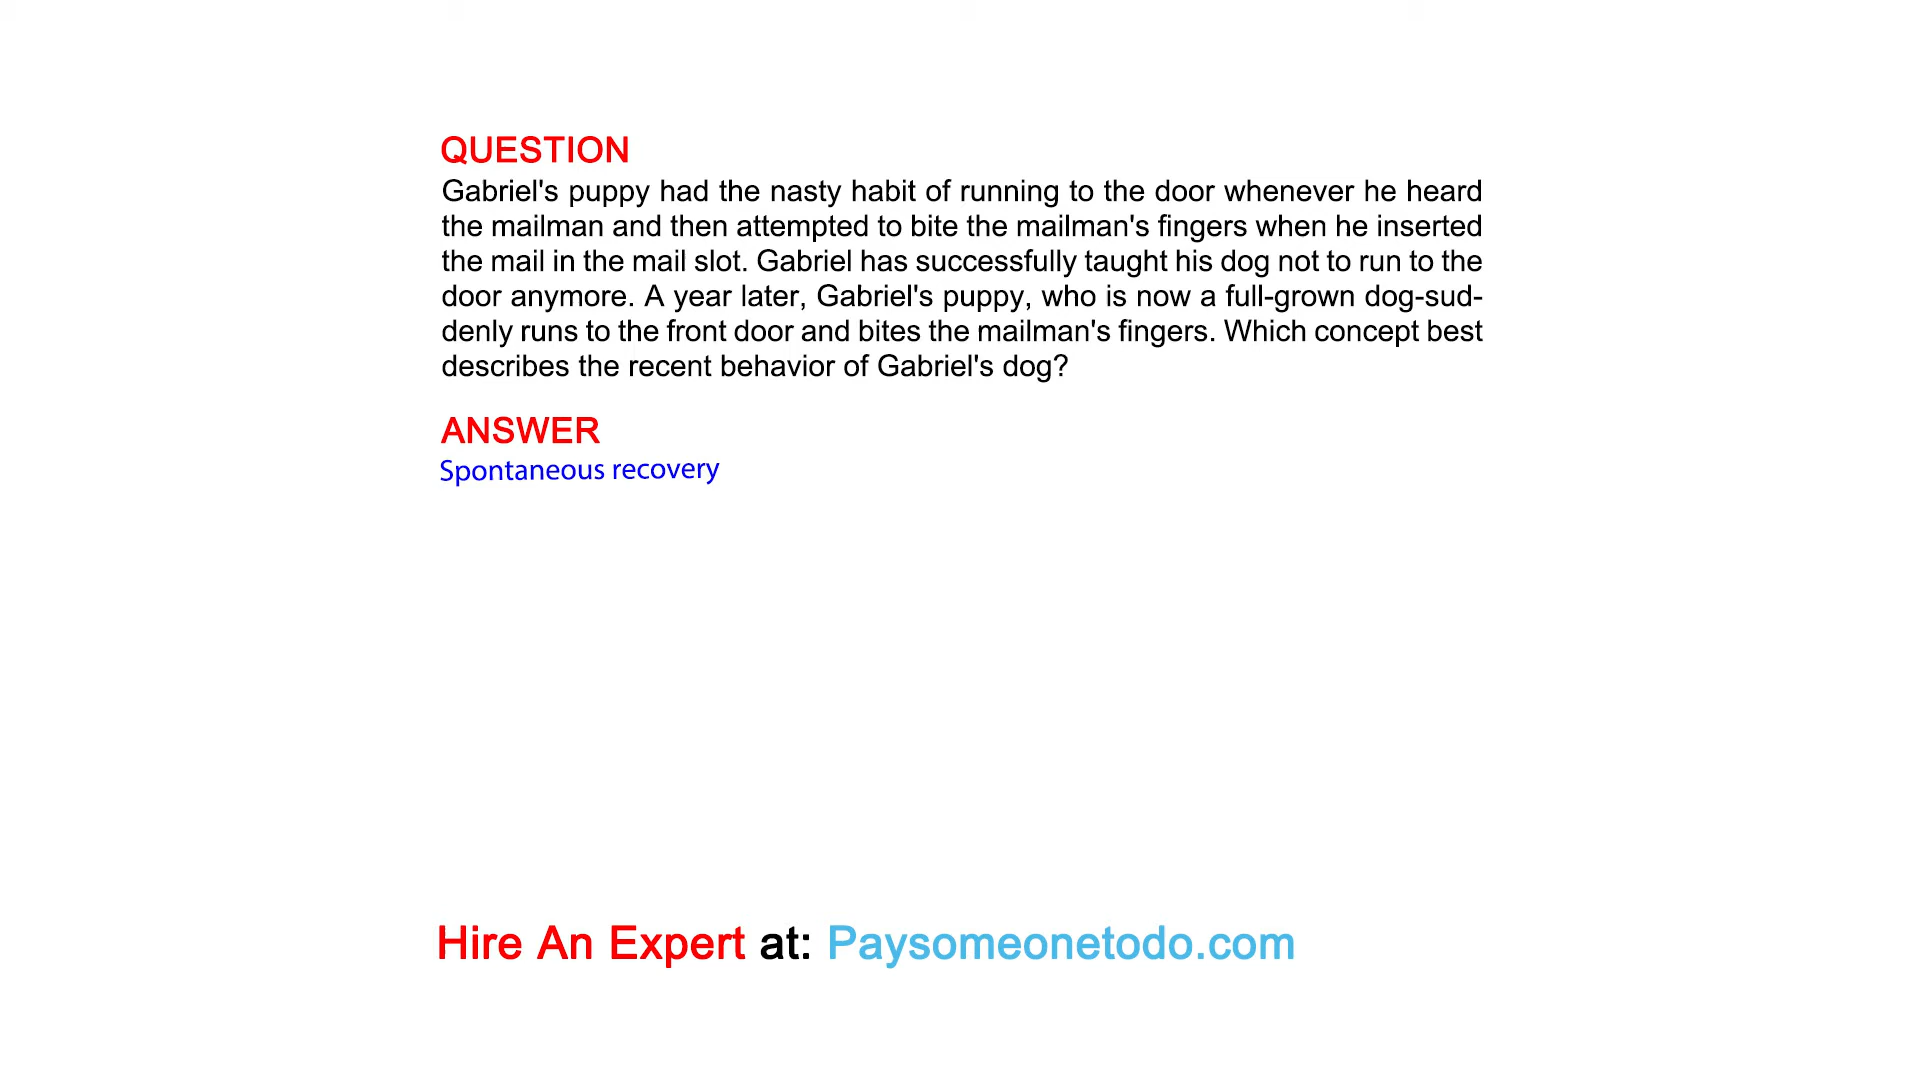 QUESTION
Gabriel's puppy had the nasty habit of running to the door whenever he heard
the mailman and then attempted to bite the mailman's fingers when he inserted
the mail in the mail slot. Gabriel has successfully taught his dog not to run to the
door anymore. A year later, Gabriel's puppy, who is now a full-grown dog-sud-
denly runs to the front door and bites the mailman's fingers. Which concept best
describes the recent behavior of Gabriel's dog?
ANSWER
Spontaneous recovery
Hire An Expert at: Paysomeonetodo.com